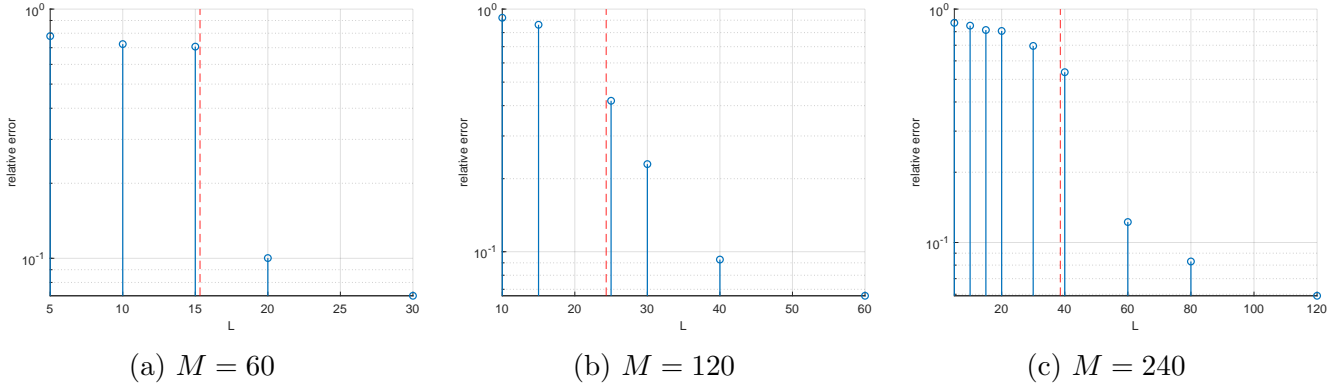 10^0
10^-1
relative error
5 10 15 20 25 30
L
(a) M = 60
10^0
10^-1
relative error
10 20 30 40 50 60
L
(b) M = 120
10^0
10^-1
relative error
20 40 60 80 100 120
L
(c) M = 240